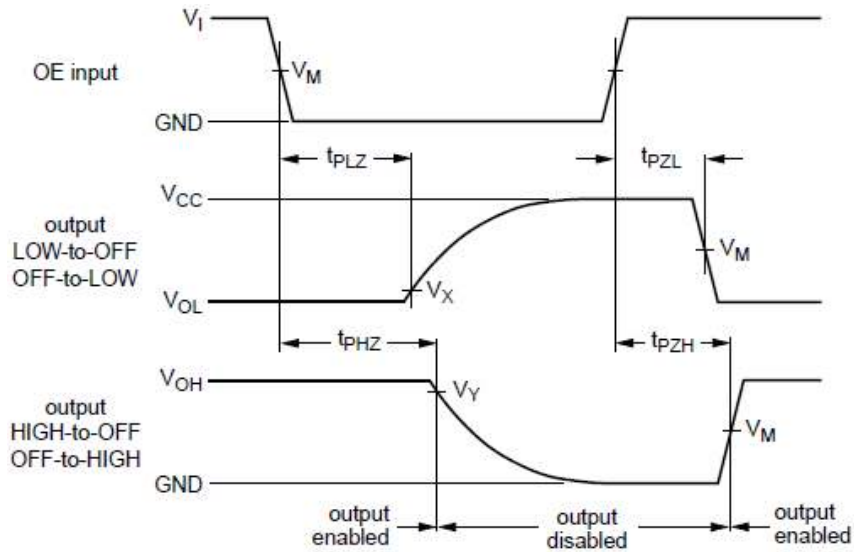 V_I
OE input
V_M
GND
t_PLZ
t_PZL
V_CC
output
LOW-to-OFF
OFF-to-LOW
V_M
V_X
V_OL
t_PHZ
t_PZH
V_OH
V_Y
output
HIGH-to-OFF
OFF-to-HIGH
V_M
GND
output
enabled
output
disabled
output
enabled